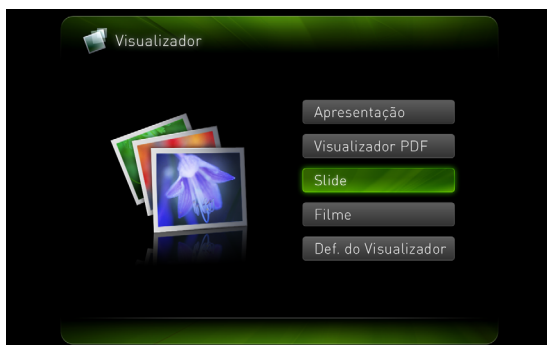 Visualizador
Apresentação
Visualizador PDF
Slide
Filme
Def. do Visualizador